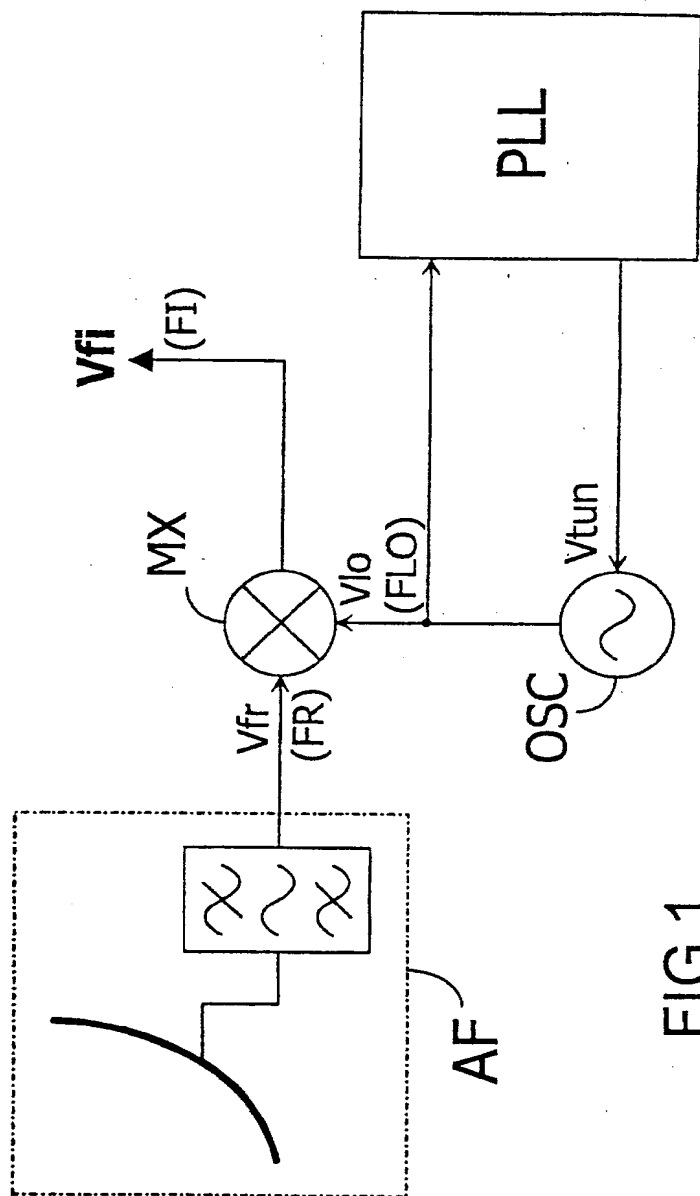 AF
Vfr
(FR)
MX
Vfi
(FI)
Vlo
(FLO)
OSC
Vtun
PLL
FIG.1